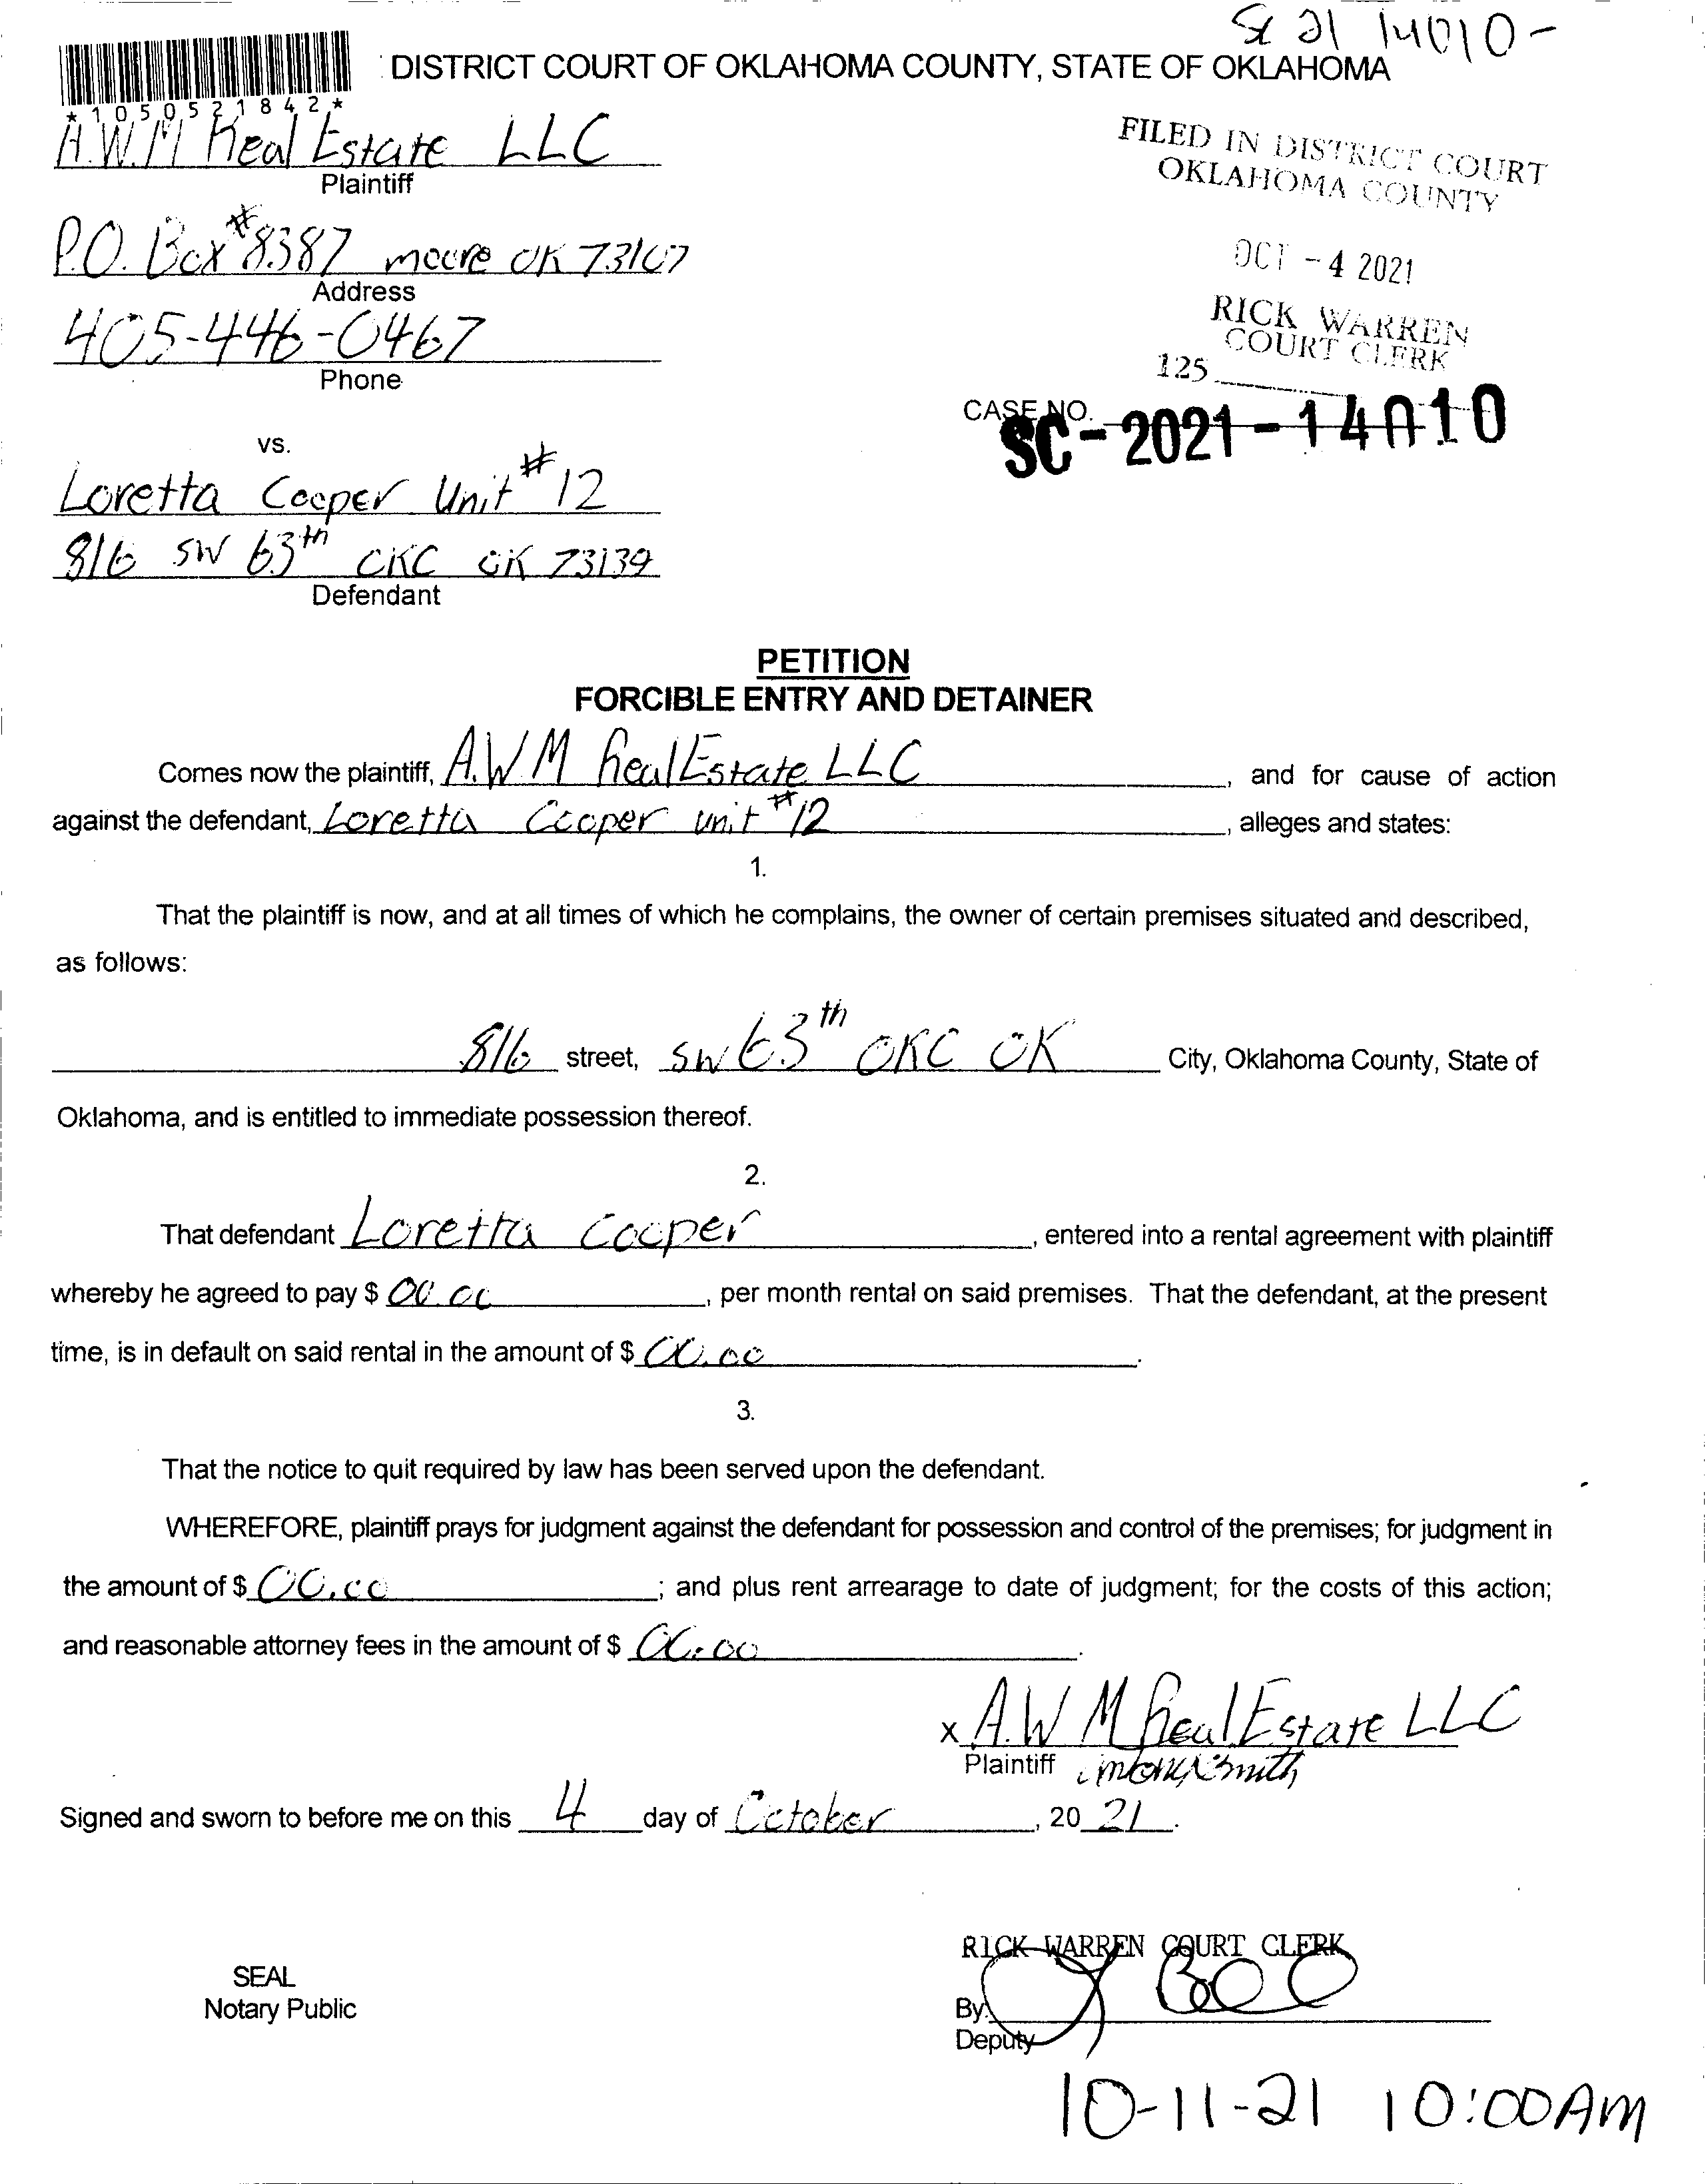 SC 21 14010-
DISTRICT COURT OF OKLAHOMA COUNTY, STATE OF OKLAHOMA
*1050521842*
A.W.M Real Estate LLC
Plaintiff
FILED IN DISTRICT COURT
OKLAHOMA COUNTY
P.O. Box #8387 moore OK 73167
Address
OCT -4 2021
405-446-0467
Phone
RICK WARREN
COURT CLERK
125
CASE NO.
SC-2021-14010
vs.
Loretta Cooper Unit #12
816 SW 63th OKC OK 73139
Defendant
PETITION
FORCIBLE ENTRY AND DETAINER
Comes now the plaintiff, A.W.M Real Estate LLC, and for cause of action
against the defendant, Loretta Cooper unit #12, alleges and states:
1.
That the plaintiff is now, and at all times of which he complains, the owner of certain premises situated and described,
as follows:
816 street, SW 63th OKC OK City, Oklahoma County, State of
Oklahoma, and is entitled to immediate possession thereof.
2.
That defendant Loretta Cooper, entered into a rental agreement with plaintiff
whereby he agreed to pay $ 00.00, per month rental on said premises. That the defendant, at the present
time, is in default on said rental in the amount of $ 00.00.
3.
That the notice to quit required by law has been served upon the defendant.
WHEREFORE, plaintiff prays for judgment against the defendant for possession and control of the premises; for judgment in
the amount of $ 00.00; and plus rent arrearage to date of judgment; for the costs of this action;
and reasonable attorney fees in the amount of $ 00.00.
x A.W M Real Estate LLC
Plaintiff Smith
Signed and sworn to before me on this 4 day of October, 20 21.
RICK WARREN COURT CLERK
SEAL
Notary Public
By:
Deputy
10-11-21 10:00AM